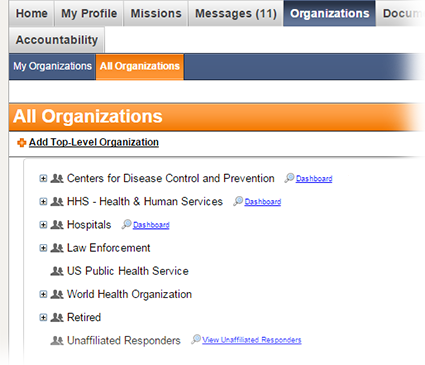 Home My Profile Missions Messages (11) Organizations Docum
Accountability
My Organizations All Organizations
All Organizations
Add Top-Level Organization
Centers for Disease Control and Prevention Dashboard
HHS - Health & Human Services Dashboard
Hospitals Dashboard
Law Enforcement
US Public Health Service
World Health Organization
Retired
Unaffiliated Responders View Unaffiliated Responders